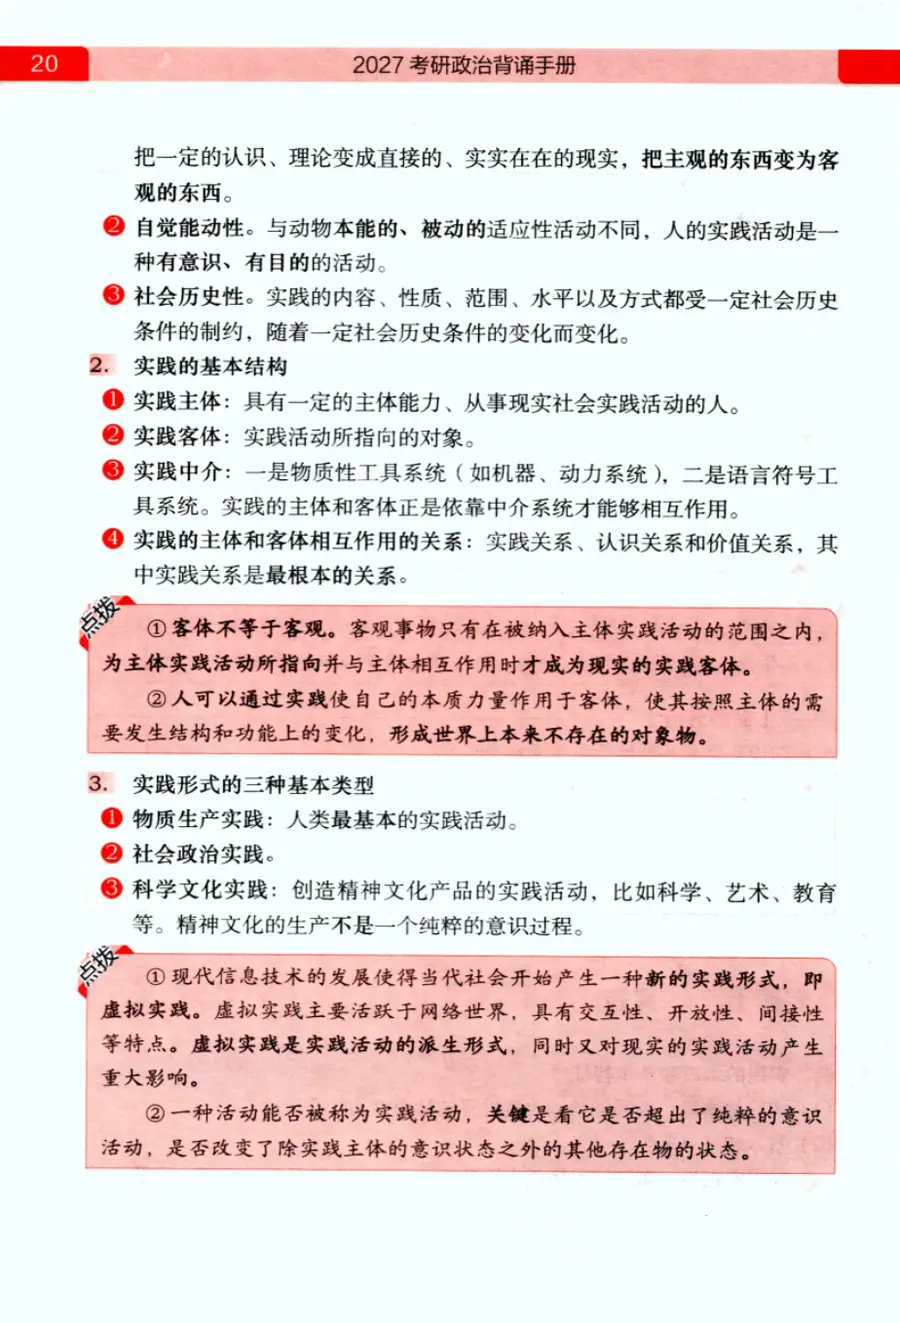 20
2027 考研政治背诵手册
把一定的认识、理论变成直接的、实实在在的现实，把主观的东西变为客
观的东西。
❷ 自觉能动性。与动物本能的、被动的适应性活动不同，人的实践活动是一
种有意识、有目的的活动。
❸ 社会历史性。实践的内容、性质、范围、水平以及方式都受一定社会历史
条件的制约，随着一定社会历史条件的变化而变化。
2. 实践的基本结构
❶ 实践主体：具有一定的主体能力、从事现实社会实践活动的人。
❷ 实践客体：实践活动所指向的对象。
❸ 实践中介：一是物质性工具系统（如机器、动力系统），二是语言符号工
具系统。实践的主体和客体正是依靠中介系统才能够相互作用。
❹ 实践的主体和客体相互作用的关系：实践关系、认识关系和价值关系，其
中实践关系是最根本的关系。
点拨
① 客体不等于客观。客观事物只有在被纳入主体实践活动的范围之内，
为主体实践活动所指向并与主体相互作用时才成为现实的实践客体。
② 人可以通过实践使自己的本质力量作用于客体，使其按照主体的需
要发生结构和功能上的变化，形成世界上本来不存在的对象物。
3. 实践形式的三种基本类型
❶ 物质生产实践：人类最基本的实践活动。
❷ 社会政治实践。
❸ 科学文化实践：创造精神文化产品的实践活动，比如科学、艺术、教育
等。精神文化的生产不是一个纯粹的意识过程。
点拨
① 现代信息技术的发展使得当代社会开始产生一种新的实践形式，即
虚拟实践。虚拟实践主要活跃于网络世界，具有交互性、开放性、间接性
等特点。虚拟实践是实践活动的派生形式，同时又对现实的实践活动产生
重大影响。
② 一种活动能否被称为实践活动，关键是看它是否超出了纯粹的意识
活动，是否改变了除实践主体的意识状态之外的其他存在物的状态。